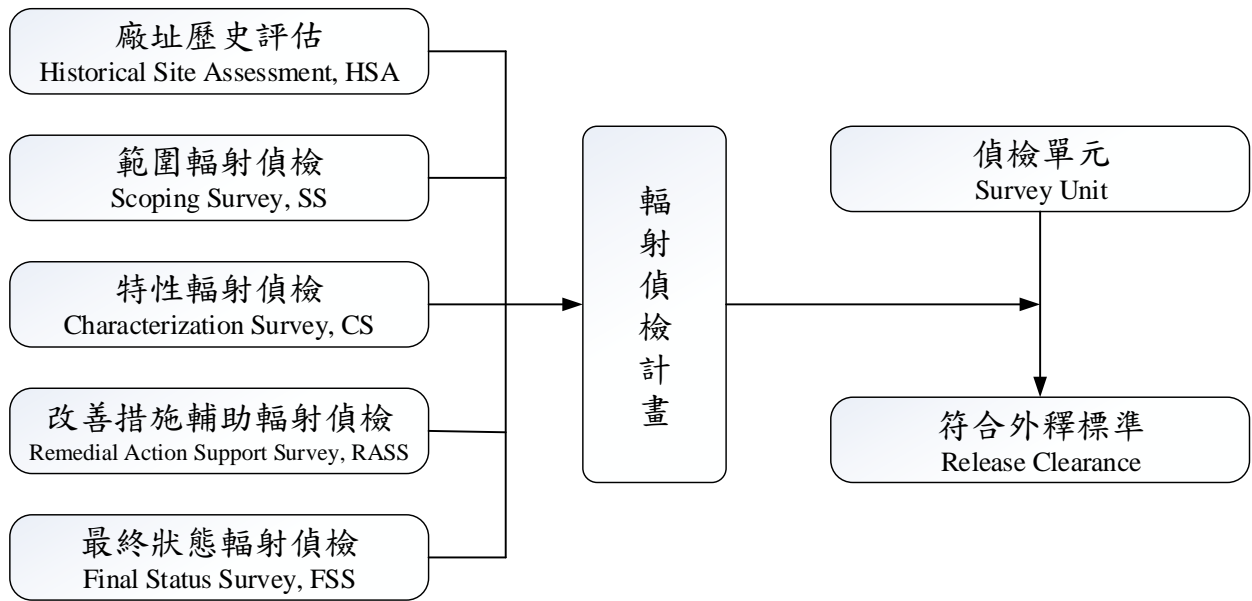 廠址歷史評估
Historical Site Assessment, HSA
範圍輻射偵檢
Scoping Survey, SS
特性輻射偵檢
Characterization Survey, CS
改善措施輔助輻射偵檢
Remedial Action Support Survey, RASS
最終狀態輻射偵檢
Final Status Survey, FSS
輻射偵檢計畫
偵檢單元
Survey Unit
符合外釋標準
Release Clearance